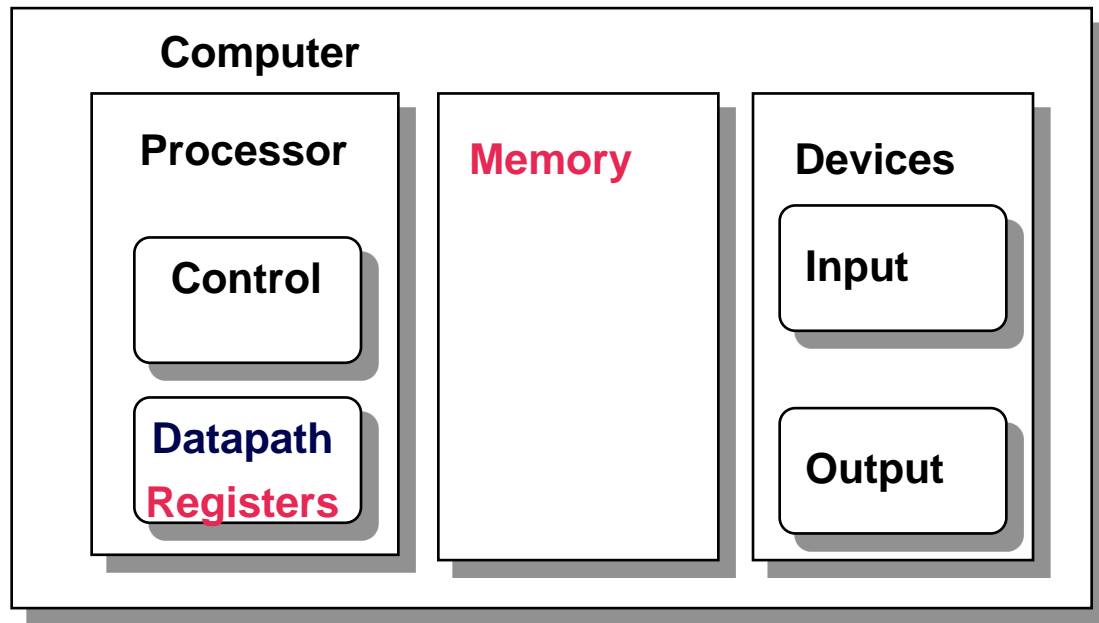 Computer
Processor
Control
Datapath
Registers
Memory
Devices
Input
Output